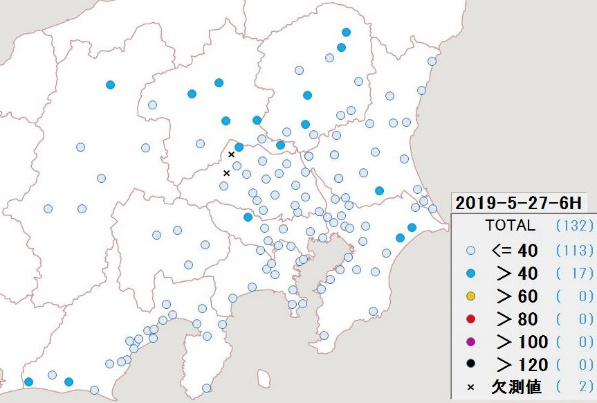 2019-5-27-6H
TOTAL (132)
<= 40 (113)
＞ 40 ( 17)
＞ 60 ( 0)
＞ 80 ( 0)
＞ 100 ( 0)
＞ 120 ( 0)
× 欠測値 ( 2)